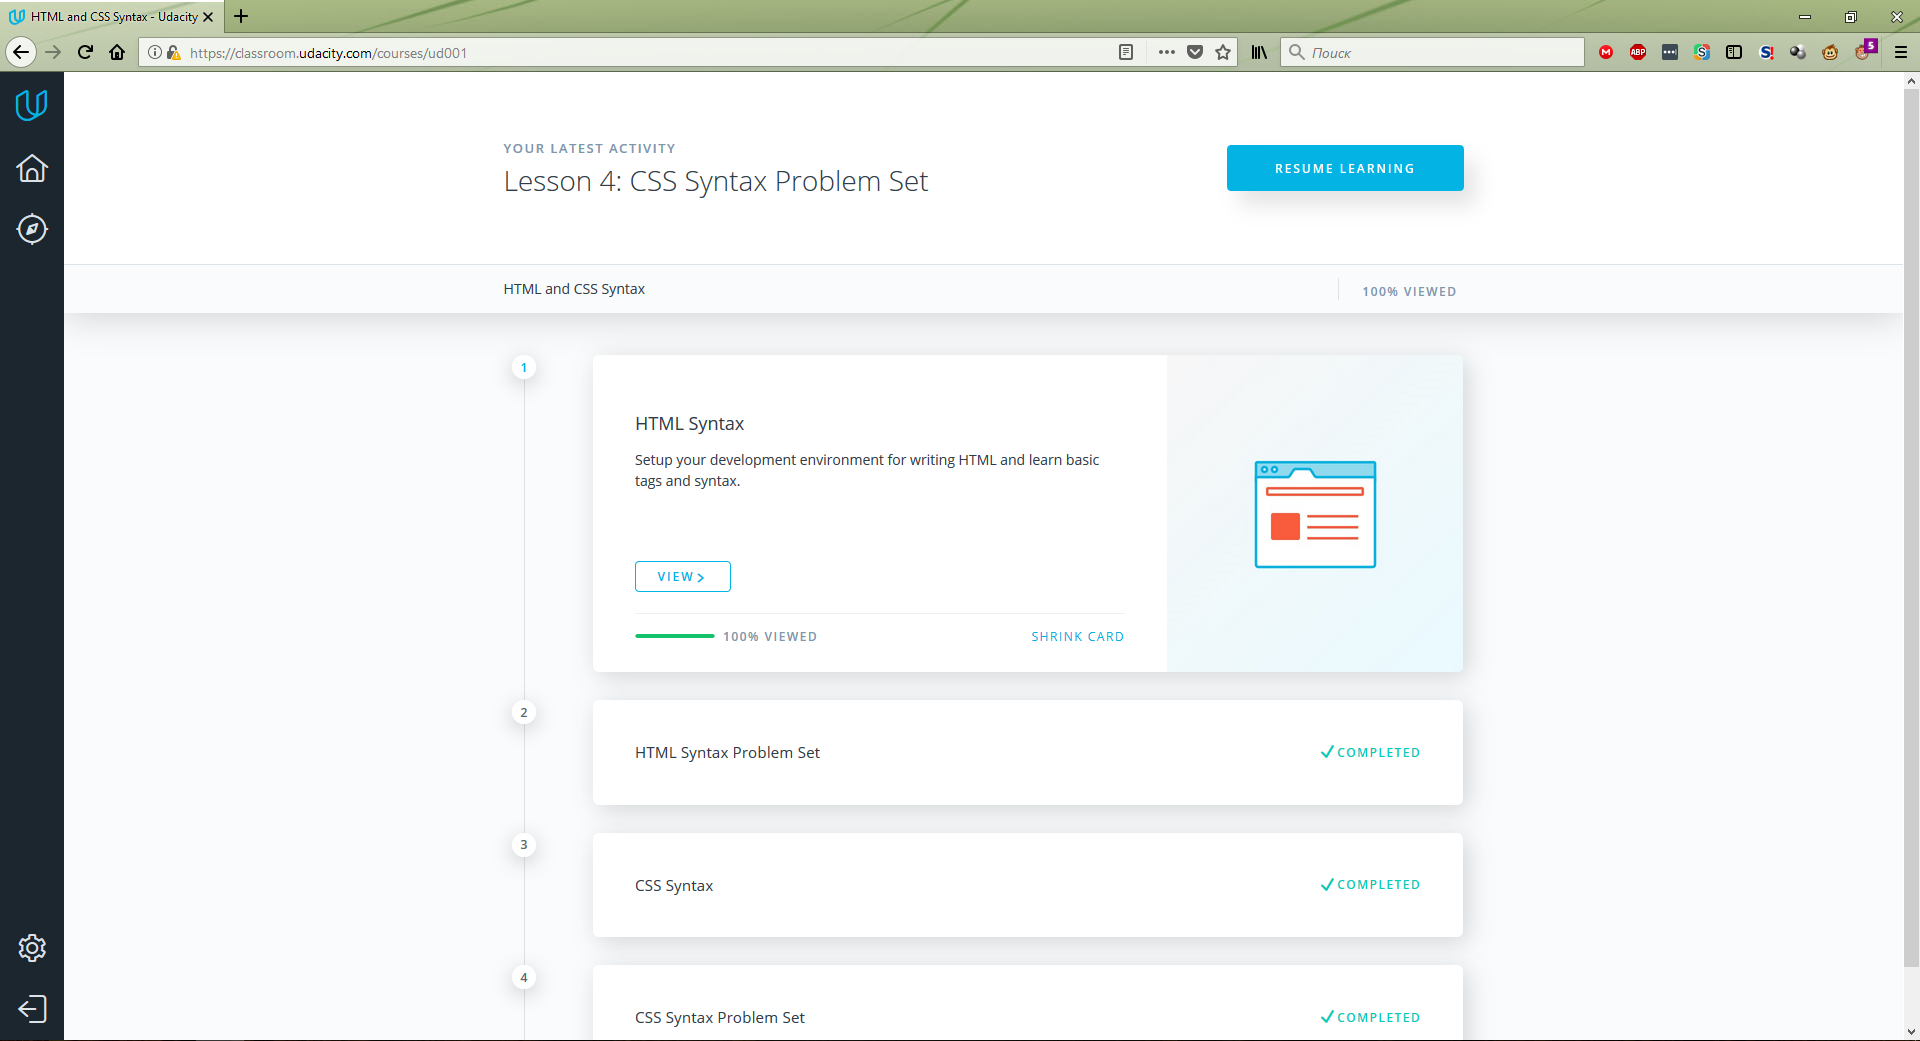 HTML and CSS Syntax - Udacity
https://classroom.udacity.com/courses/ud001
Поиск
ABP
5
YOUR LATEST ACTIVITY
Lesson 4: CSS Syntax Problem Set
RESUME LEARNING
HTML and CSS Syntax
100% VIEWED
1
HTML Syntax
Setup your development environment for writing HTML and learn basic
tags and syntax.
VIEW
100% VIEWED
SHRINK CARD
2
HTML Syntax Problem Set
COMPLETED
3
CSS Syntax
COMPLETED
4
CSS Syntax Problem Set
COMPLETED